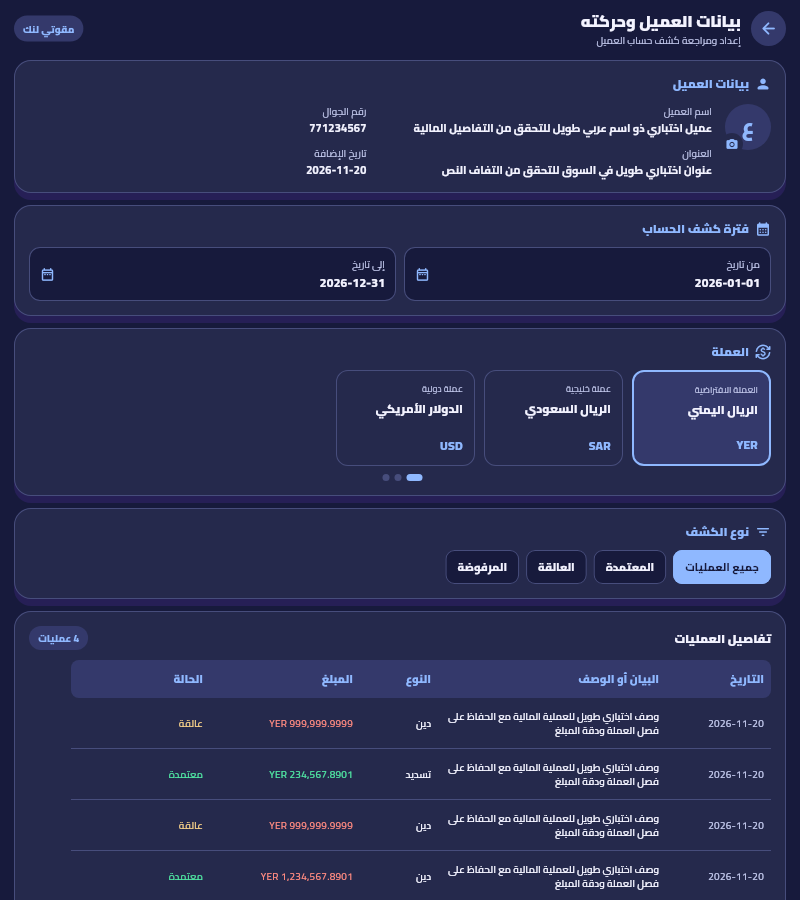 بيانات العميل وحركته
إعداد ومراجعة كشف حساب العميل
مقوتي لنك
بيانات العميل
ع
اسم العميل
عميل اختباري ذو اسم عربي طويل للتحقق من التفاصيل المالية
رقم الجوال
771234567
العنوان
عنوان اختباري طويل في السوق للتحقق من التفاف النص
تاريخ الإضافة
2026-11-20
فترة كشف الحساب
من تاريخ
2026-01-01
إلى تاريخ
2026-12-31
العملة
العملة الافتراضية
الريال اليمني
YER
عملة خليجية
الريال السعودي
SAR
عملة دولية
الدولار الأمريكي
USD
نوع الكشف
جميع العمليات
المعتمدة
العالقة
المرفوضة
تفاصيل العمليات
4 عمليات
التاريخ البيان أو الوصف النوع المبلغ الحالة
2026-11-20 وصف اختباري طويل للعملية المالية مع الحفاظ على
فصل العملة ودقة المبلغ
دين YER 999,999.9999 عالقة
2026-11-20 وصف اختباري طويل للعملية المالية مع الحفاظ على
فصل العملة ودقة المبلغ
تسديد YER 234,567.8901 معتمدة
2026-11-20 وصف اختباري طويل للعملية المالية مع الحفاظ على
فصل العملة ودقة المبلغ
دين YER 999,999.9999 عالقة
2026-11-20 وصف اختباري طويل للعملية المالية مع الحفاظ على
فصل العملة ودقة المبلغ
دين YER 1,234,567.8901 معتمدة